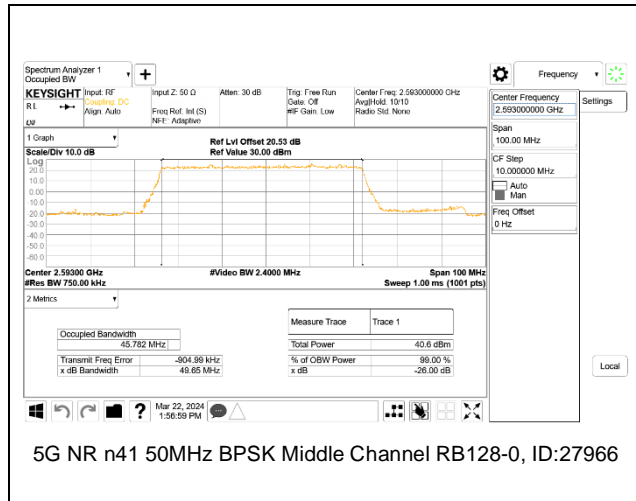 Spectrum Analyzer 1
Occupied BW
Frequency
KEYSIGHT
Input: RF
Coupling: DC
Align: Auto
Input Z: 50 Ω
Freq Ref: Int (S)
NFE: Adaptive
Atten: 30 dB
Trig: Free Run
Gate: Off
#IF Gain: Low
Center Freq: 2.593000000 GHz
Avg|Hold: 10/10
Radio Std: None
R L
Center Frequency
2.593000000 GHz
Settings
Span
100.00 MHz
CF Step
10.000000 MHz
Auto
Man
Freq Offset
0 Hz
1 Graph
Scale/Div 10.0 dB
Ref Lvl Offset 20.53 dB
Ref Value 30.00 dBm
Log
20.0
10.0
0.00
-10.0
-20.0
-30.0
-40.0
-50.0
-60.0
Center 2.59300 GHz
#Res BW 750.00 kHz
#Video BW 2.4000 MHz
Span 100 MHz
Sweep 1.00 ms (1001 pts)
2 Metrics
Occupied Bandwidth
45.782 MHz
Transmit Freq Error
-904.99 kHz
x dB Bandwidth
49.65 MHz
Measure Trace
Trace 1
Total Power
40.6 dBm
% of OBW Power
99.00 %
x dB
-26.00 dB
Local
Mar 22, 2024
1:56:59 PM
5G NR n41 50MHz BPSK Middle Channel RB128-0, ID:27966